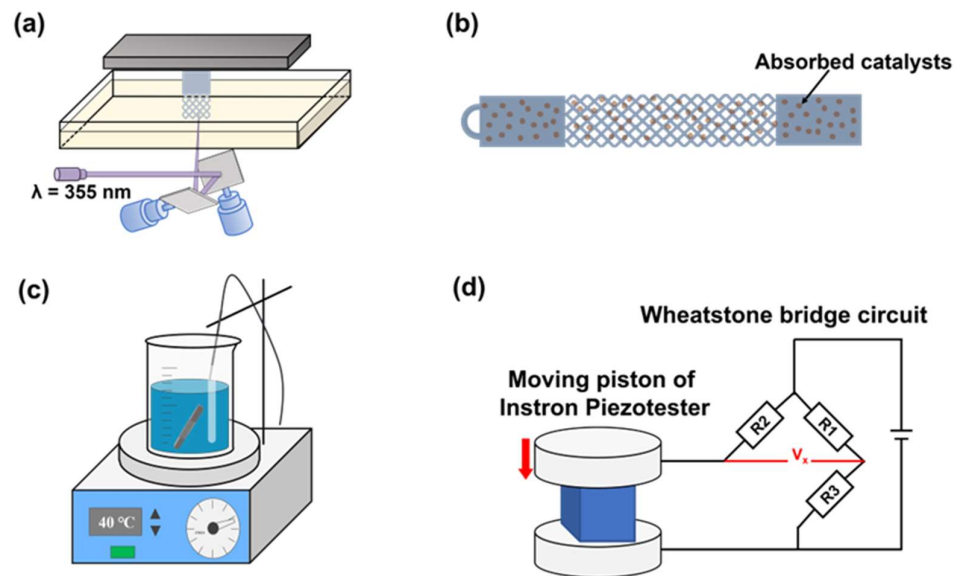 (a)
λ = 355 nm
(b)
Absorbed catalysts
(c)
40 ℃
(d)
Wheatstone bridge circuit
Moving piston of
Instron Piezotester
R2
R1
Vx
R3